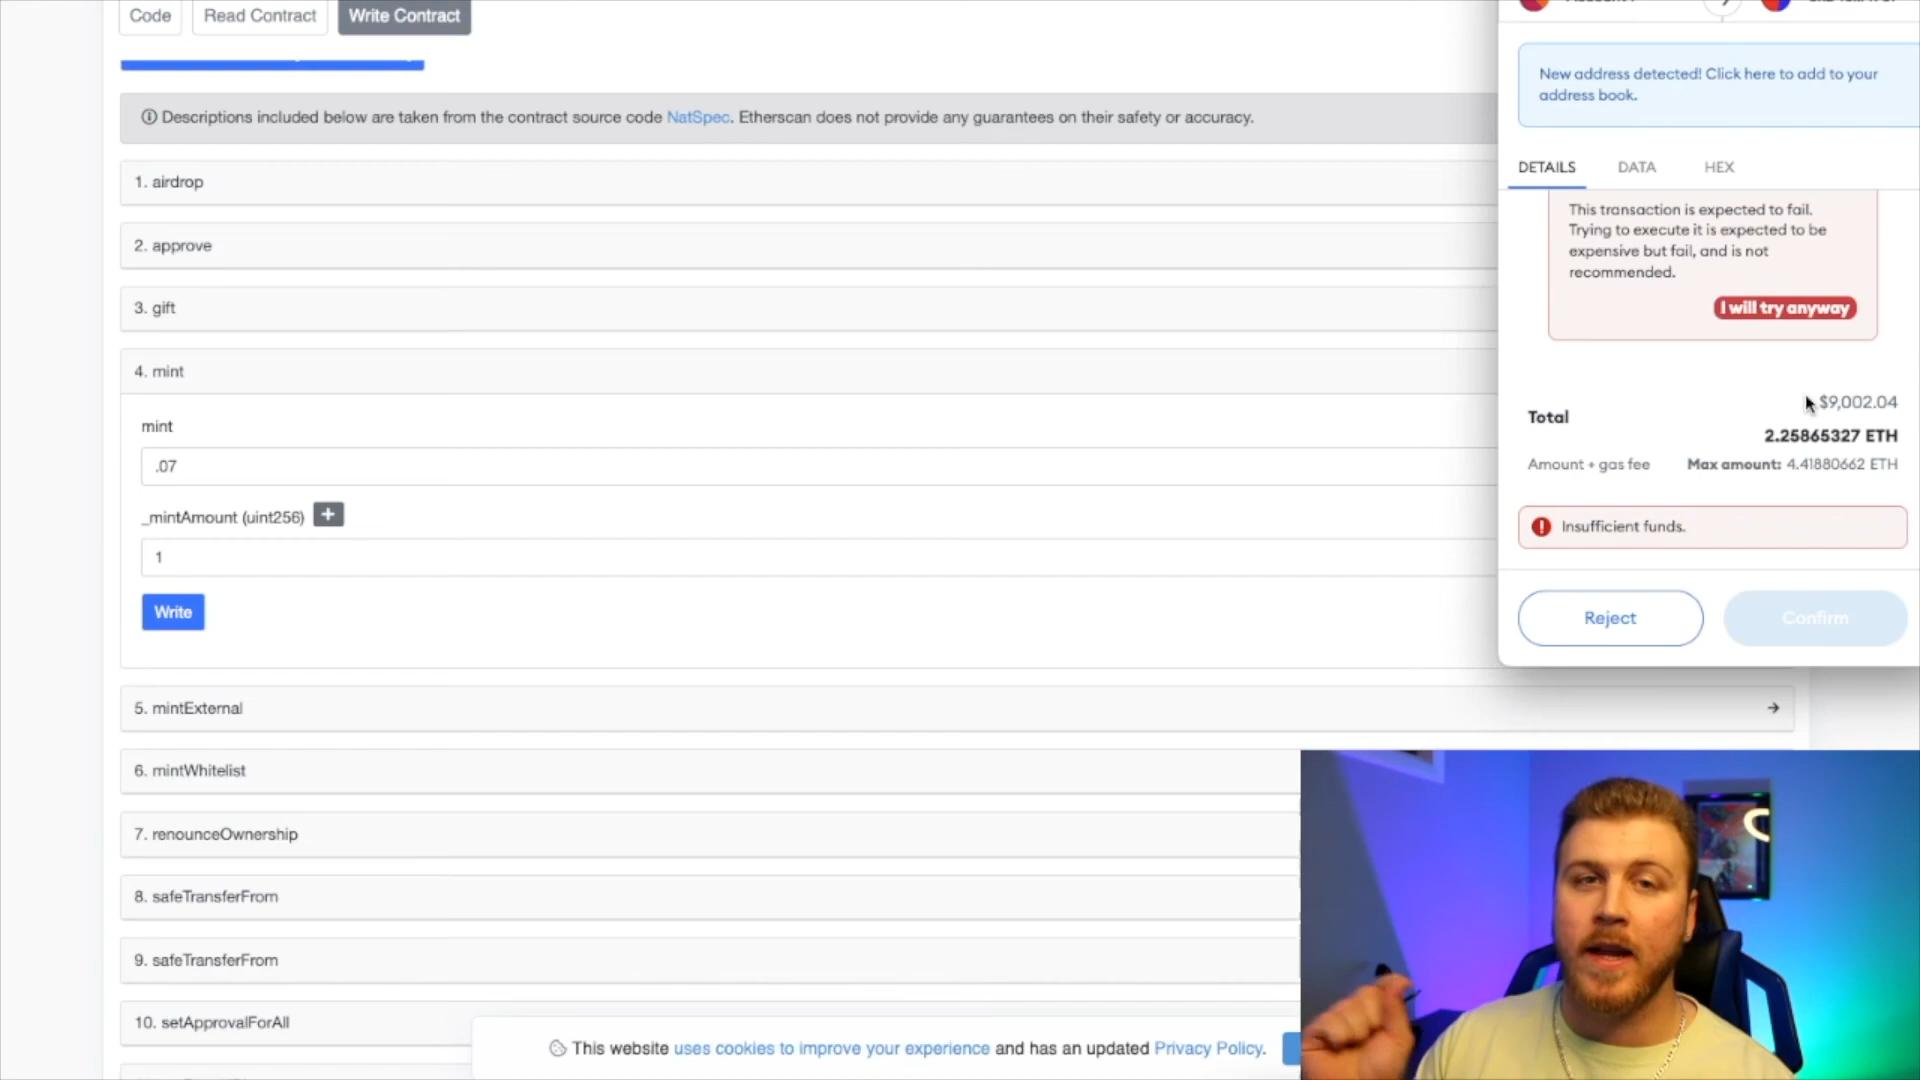 Code
Read Contract
Write Contract
Descriptions included below are taken from the contract source code NatSpec. Etherscan does not provide any guarantees on their safety or accuracy.
1. airdrop
2. approve
3. gift
4. mint
mint
.07
_mintAmount (uint256)
+
1
Write
5. mintExternal
6. mintWhitelist
7. renounceOwnership
8. safeTransferFrom
9. safeTransferFrom
10. setApprovalForAll
This website uses cookies to improve your experience and has an updated Privacy Policy.
New address detected! Click here to add to your
address book.
DETAILS
DATA
HEX
This transaction is expected to fail.
Trying to execute it is expected to be
expensive but fail, and is not
recommended.
I will try anyway
$9,002.04
Total
2.25865327 ETH
Amount + gas fee
Max amount: 4.41880662 ETH
Insufficient funds.
Reject
Confirm